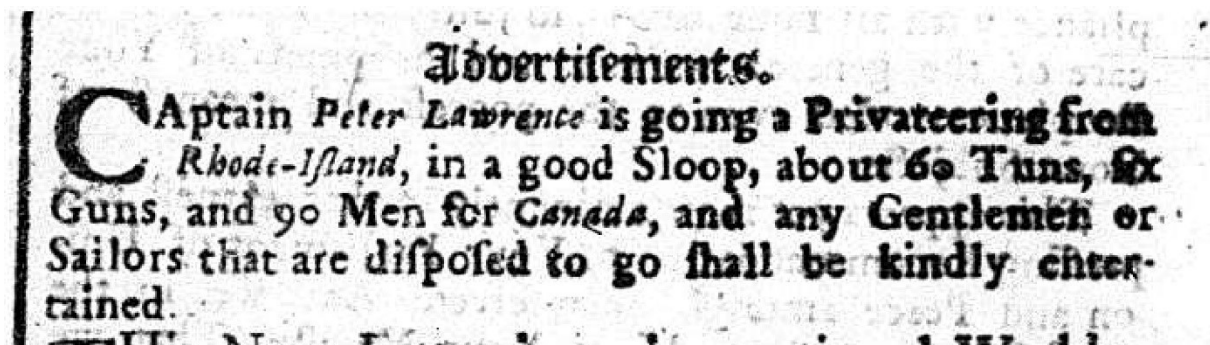 Advertiſements.
CAptain Peter Lawrence is going a Privateering from
Rhode-Iſland, in a good Sloop, about 60 Tuns, ſix
Guns, and 90 Men for Canada, and any Gentlemen or
Sailors that are diſpoſed to go ſhall be kindly enter-
tained.